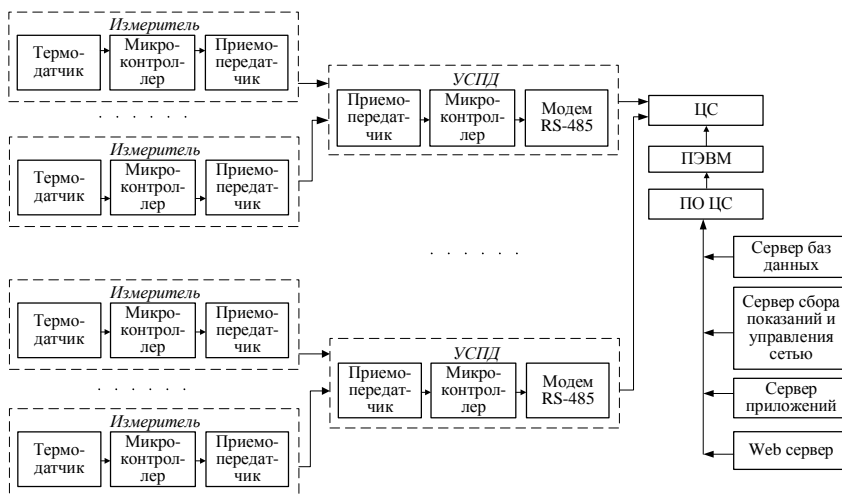 Измеритель
Термо-
датчик
Микро-
контрол-
лер
Приемо-
передат-
чик
. . . . . .
Измеритель
Термо-
датчик
Микро-
контрол-
лер
Приемо-
передат-
чик
УСПД
Приемо-
передат-
чик
Микро-
контрол-
лер
Модем
RS-485
. . . . . .
Измеритель
Термо-
датчик
Микро-
контрол-
лер
Приемо-
передат-
чик
. . . . . .
Измеритель
Термо-
датчик
Микро-
контрол-
лер
Приемо-
передат-
чик
УСПД
Приемо-
передат-
чик
Микро-
контрол-
лер
Модем
RS-485
ЦС
ПЭВМ
ПО ЦС
Сервер баз
данных
Сервер сбора
показаний и
управления
сетью
Сервер
приложений
Web сервер